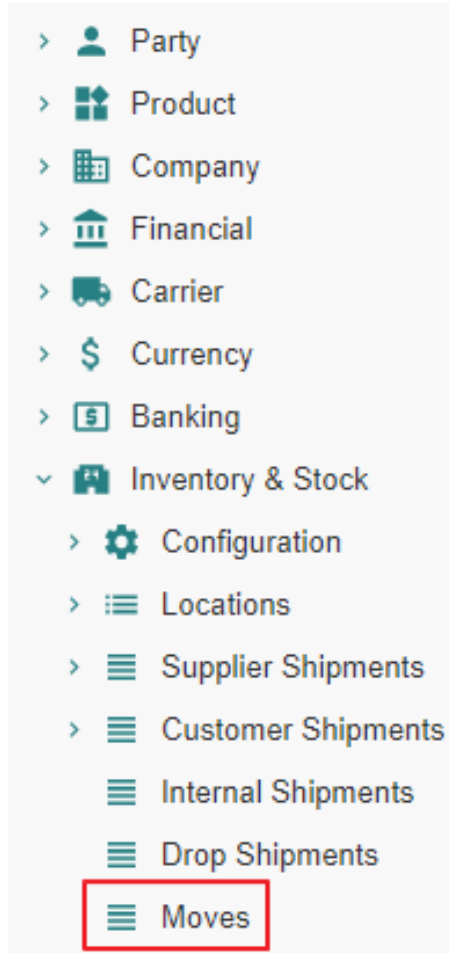 Party
Product
Company
Financial
Carrier
Currency
Banking
Inventory & Stock
Configuration
Locations
Supplier Shipments
Customer Shipments
Internal Shipments
Drop Shipments
Moves